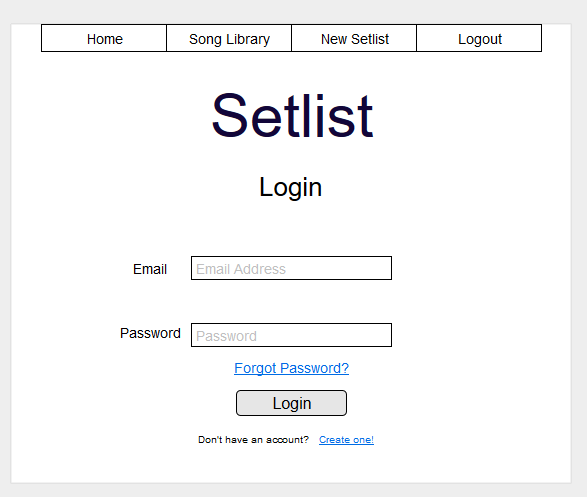 Home Song Library New Setlist Logout
Setlist
Login
Email Email Address
Password Password
Forgot Password?
Login
Don't have an account? Create one!